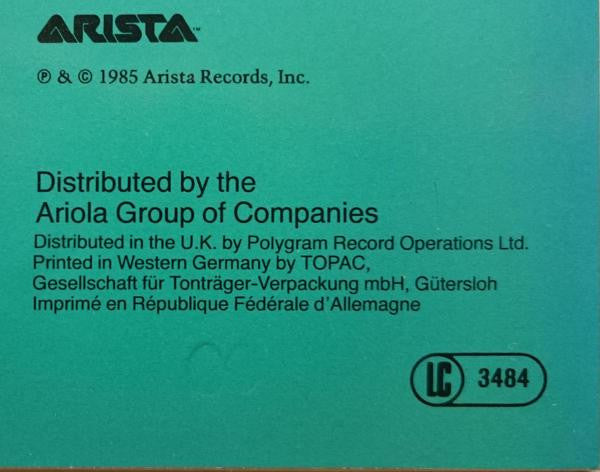 ARISTA™
℗ & © 1985 Arista Records, Inc.
Distributed by the
Ariola Group of Companies
Distributed in the U.K. by Polygram Record Operations Ltd.
Printed in Western Germany by TOPAC,
Gesellschaft für Tonträger-Verpackung mbH, Gütersloh
Imprimé en République Fédérale d'Allemagne
LC 3484